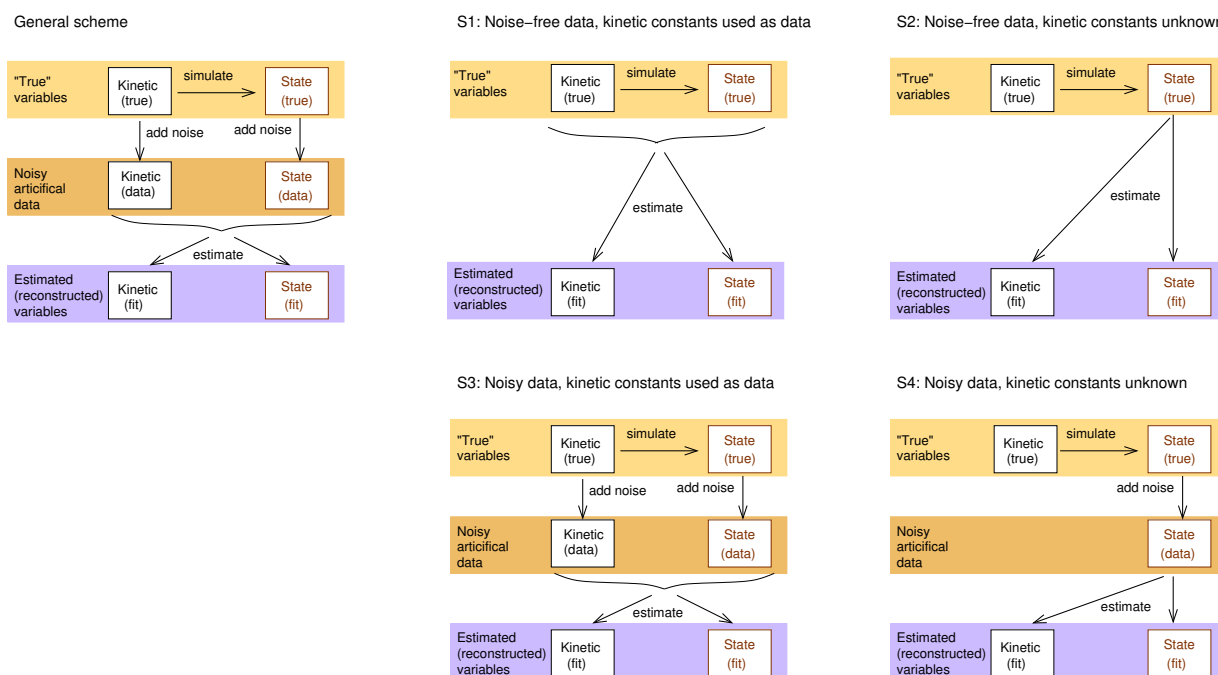 General scheme
"True"
variables
Kinetic
(true)
simulate
State
(true)
add noise
add noise
Noisy
articifical
data
Kinetic
(data)
State
(data)
estimate
Estimated
(reconstructed)
variables
Kinetic
(fit)
State
(fit)
S1: Noise−free data, kinetic constants used as data
"True"
variables
Kinetic
(true)
simulate
State
(true)
estimate
Estimated
(reconstructed)
variables
Kinetic
(fit)
State
(fit)
S2: Noise−free data, kinetic constants unknown
"True"
variables
Kinetic
(true)
simulate
State
(true)
estimate
Estimated
(reconstructed)
variables
Kinetic
(fit)
State
(fit)
S3: Noisy data, kinetic constants used as data
"True"
variables
Kinetic
(true)
simulate
State
(true)
add noise
add noise
Noisy
articifical
data
Kinetic
(data)
State
(data)
estimate
Estimated
(reconstructed)
variables
Kinetic
(fit)
State
(fit)
S4: Noisy data, kinetic constants unknown
"True"
variables
Kinetic
(true)
simulate
State
(true)
add noise
Noisy
articifical
data
State
(data)
estimate
Estimated
(reconstructed)
variables
Kinetic
(fit)
State
(fit)